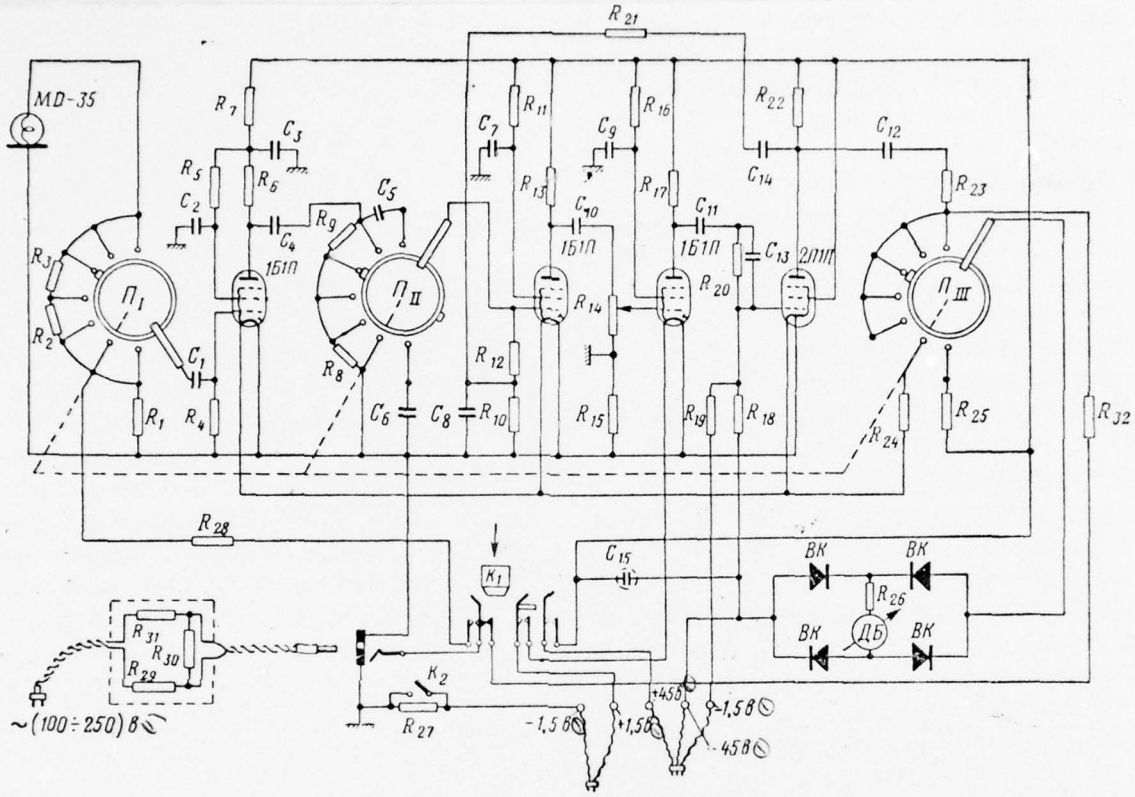 R21
MD-35
R7
C3
R5
R6
C2
C4
1Б1П
R3
R2
П I
C1
R1
R4
R9
C5
П II
R8
C6
C7
R11
R13
C10
1Б1П
R12
C8
R10
C9
R16
R17
C11
1Б1П
R14
R15
R20
C13
R19
R18
R22
C14
2П1П
C12
R23
П III
R24
R25
R32
R28
K1
C15
ВК
ВК
R26
ДБ
ВК
ВК
R31
R30
R29
~(100÷250)в
K2
R27
-1,5в
+1,5в
+45в
-1,5в
-45в